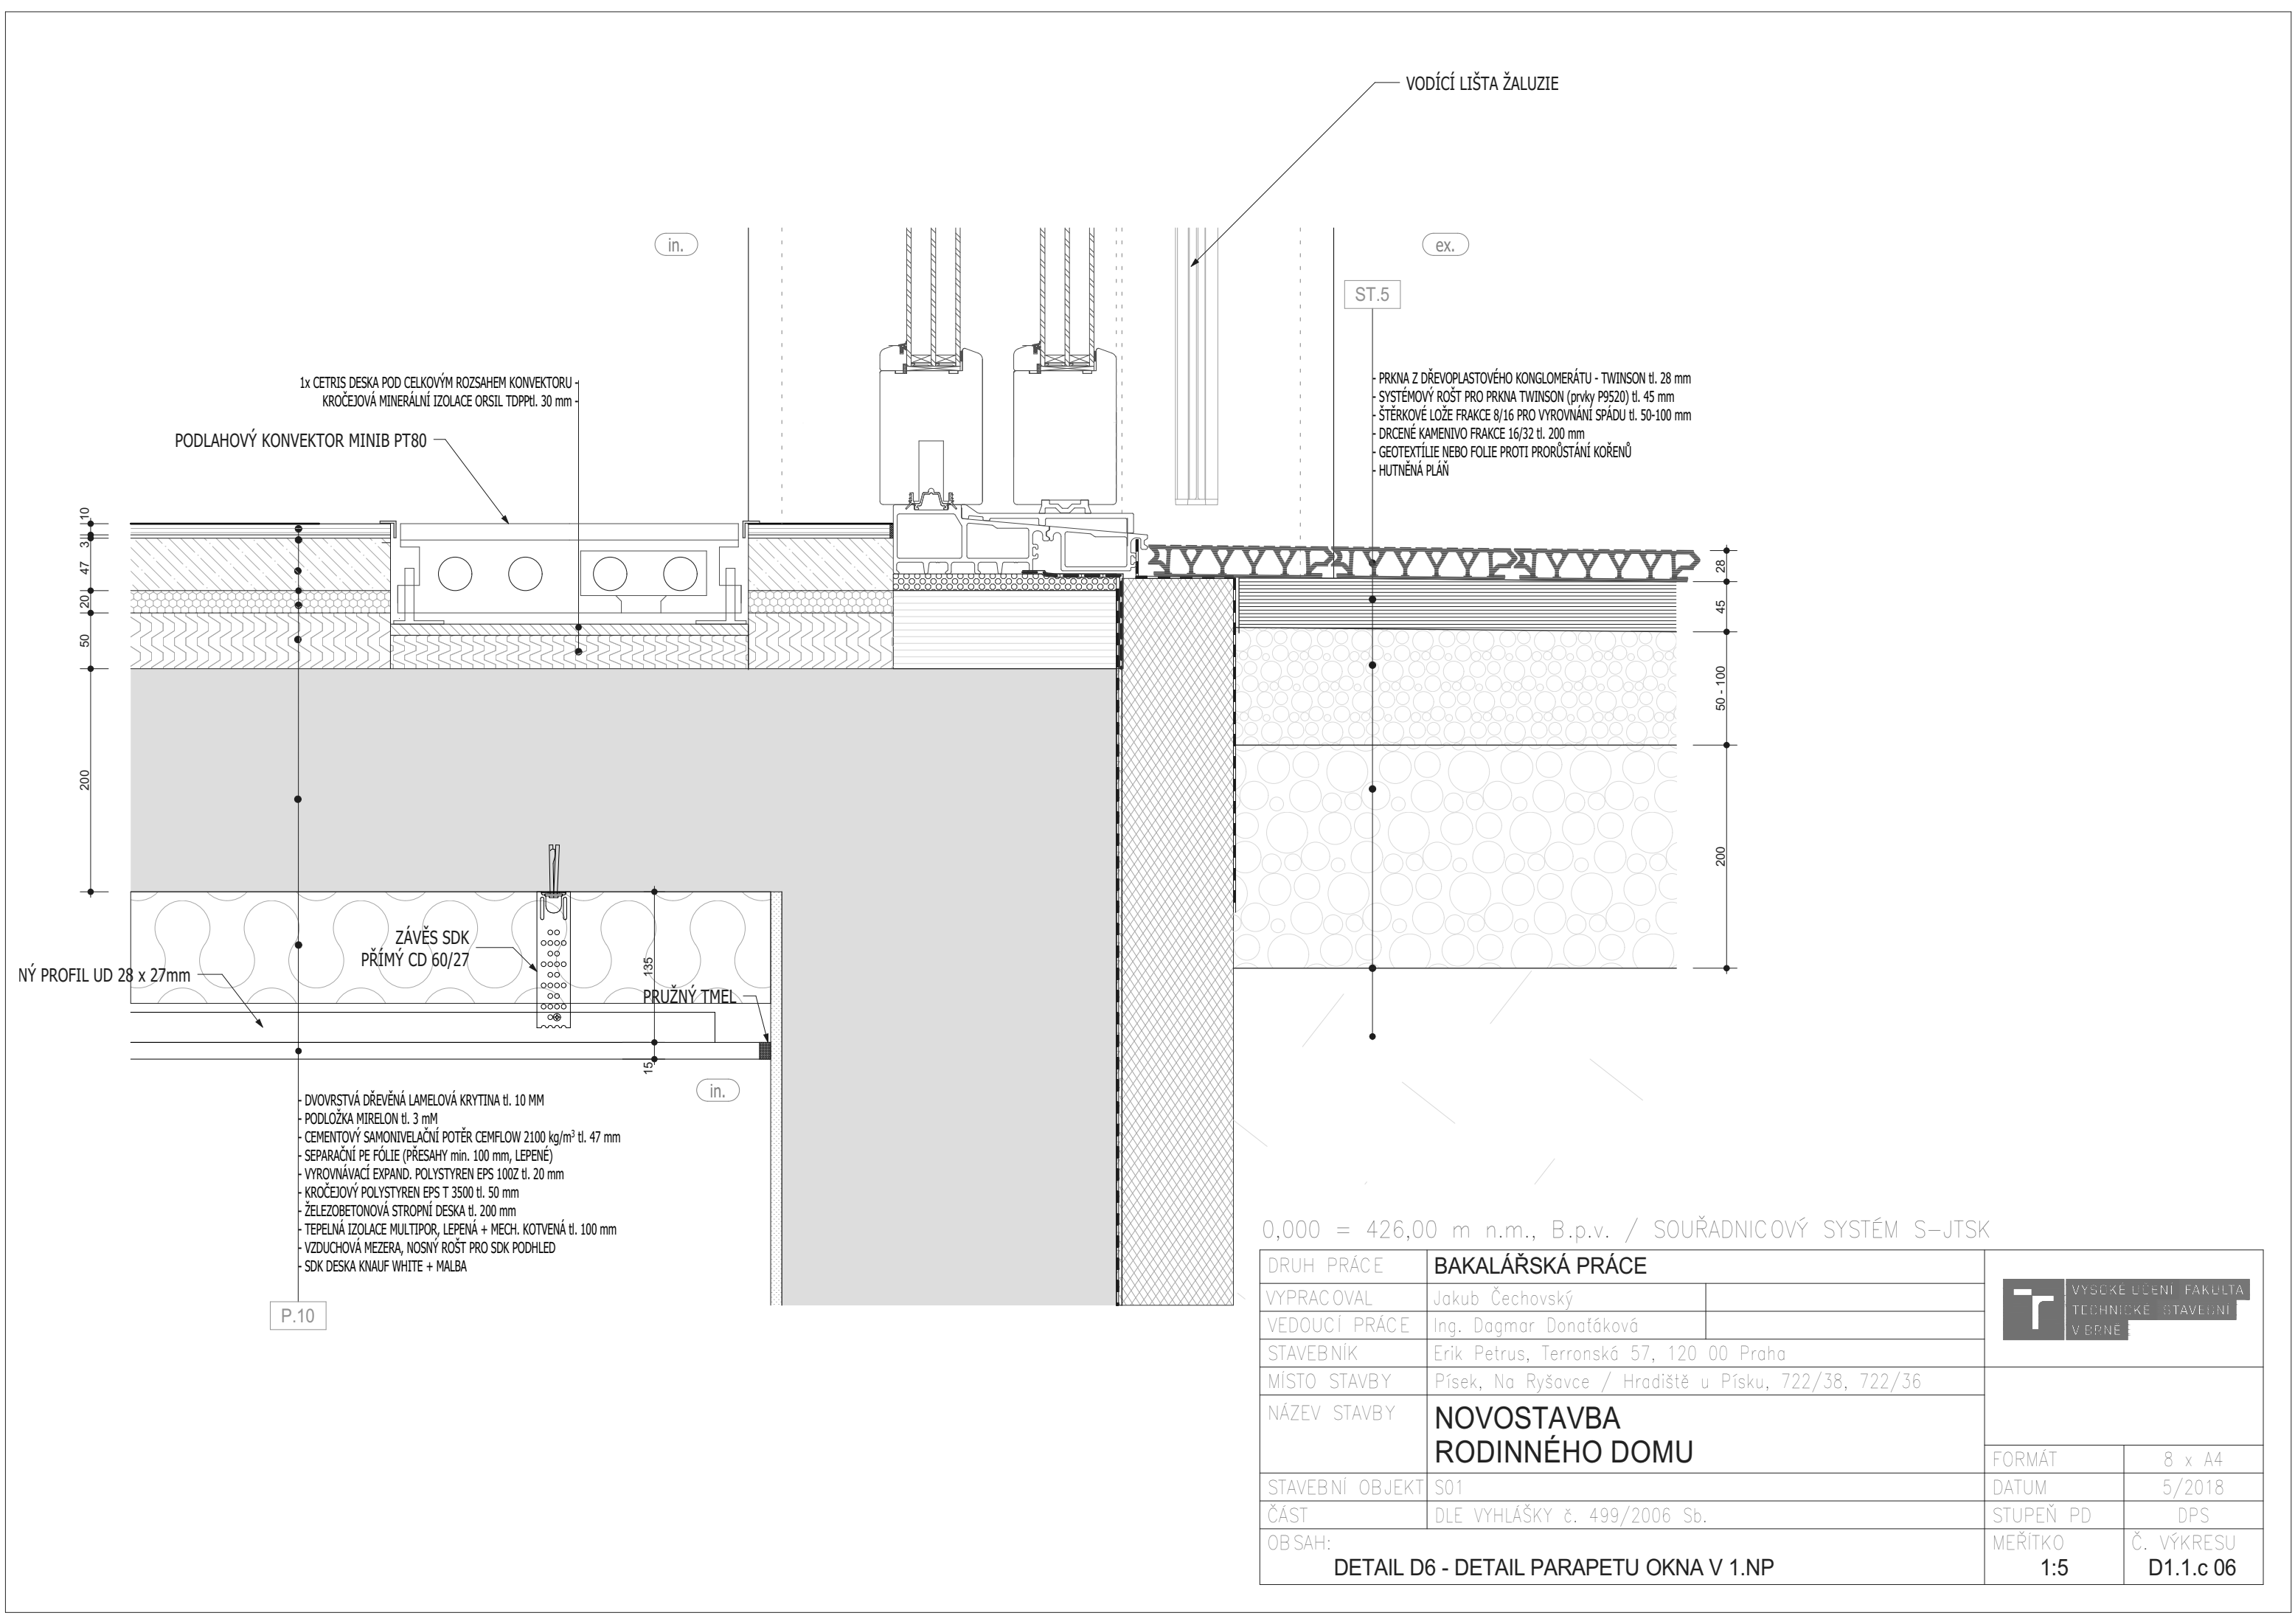 VODÍCÍ LIŠTA ŽALUZIE
in.
ex.
ST.5
1x CETRIS DESKA POD CELKOVÝM ROZSAHEM KONVEKTORU -
KROČEJOVÁ MINERÁLNÍ IZOLACE ORSIL TDPPtl. 30 mm -
PODLAHOVÝ KONVEKTOR MINIB PT80
- PRKNA Z DŘEVOPLASTOVÉHO KONGLOMERÁTU - TWINSON tl. 28 mm
- SYSTÉMOVÝ ROŠT PRO PRKNA TWINSON (prvky P9520) tl. 45 mm
- ŠTĚRKOVÉ LOŽE FRAKCE 8/16 PRO VYROVNÁNÍ SPÁDU tl. 50-100 mm
- DRCENÉ KAMENIVO FRAKCE 16/32 tl. 200 mm
- GEOTEXTÍLIE NEBO FOLIE PROTI PRORŮSTÁNÍ KOŘENŮ
- HUTNĚNÁ PLÁŇ
10
3
47
20
50
200
28
45
50 - 100
200
ZÁVĚS SDK
PŘÍMÝ CD 60/27
NÝ PROFIL UD 28 x 27mm
135
PRUŽNÝ TMEL
15
in.
- DVOVRSTVÁ DŘEVĚNÁ LAMELOVÁ KRYTINA tl. 10 MM
- PODLOŽKA MIRELON tl. 3 mM
- CEMENTOVÝ SAMONIVELAČNÍ POTĚR CEMFLOW 2100 kg/m³ tl. 47 mm
- SEPARAČNÍ PE FÓLIE (PŘESAHY min. 100 mm, LEPENÉ)
- VYROVNÁVACÍ EXPAND. POLYSTYREN EPS 100Z tl. 20 mm
- KROČEJOVÝ POLYSTYREN EPS T 3500 tl. 50 mm
- ŽELEZOBETONOVÁ STROPNÍ DESKA tl. 200 mm
- TEPELNÁ IZOLACE MULTIPOR, LEPENÁ + MECH. KOTVENÁ tl. 100 mm
- VZDUCHOVÁ MEZERA, NOSNÝ ROŠT PRO SDK PODHLED
- SDK DESKA KNAUF WHITE + MALBA
P.10
0,000 = 426,00 m n.m., B.p.v. / SOUŘADNICOVÝ SYSTÉM S-JTSK
DRUH PRÁCE BAKALÁŘSKÁ PRÁCE
VYPRACOVAL Jakub Čechovský
VEDOUCÍ PRÁCE Ing. Dagmar Donaťáková
STAVEBNÍK Erik Petrus, Terronská 57, 120 00 Praha
MÍSTO STAVBY Písek, Na Ryšavce / Hradiště u Písku, 722/38, 722/36
NÁZEV STAVBY NOVOSTAVBA
RODINNÉHO DOMU
STAVEBNÍ OBJEKT S01
ČÁST DLE VYHLÁŠKY č. 499/2006 Sb.
OBSAH:
DETAIL D6 - DETAIL PARAPETU OKNA V 1.NP
VYSOKÉ UČENÍ FAKULTA
TECHNICKÉ STAVEBNÍ
V BRNĚ
FORMÁT 8 x A4
DATUM 5/2018
STUPEŇ PD DPS
MEŘÍTKO Č. VÝKRESU
1:5 D1.1.c 06